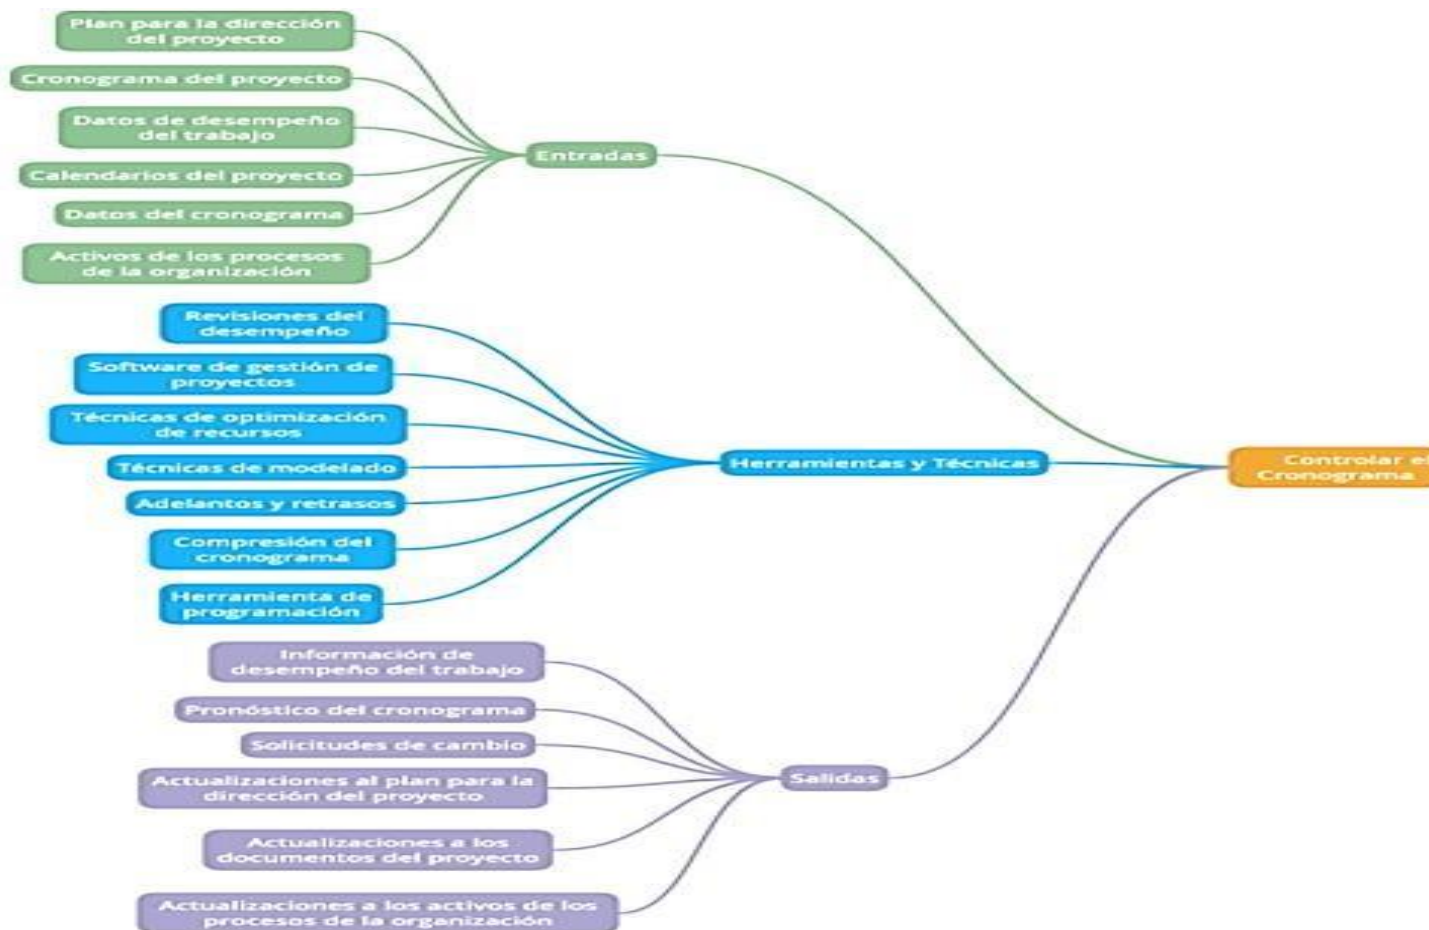 Plan para la dirección
del proyecto
Cronograma del proyecto
Datos de desempeño
del trabajo
Calendarios del proyecto
Datos del cronograma
Activos de los procesos
de la organización
Entradas
Revisiones del
desempeño
Software de gestión de
proyectos
Técnicas de optimización
de recursos
Técnicas de modelado
Adelantos y retrasos
Compresión del
cronograma
Herramienta de
programación
Herramientas y Técnicas
Información de
desempeño del trabajo
Pronóstico del cronograma
Solicitudes de cambio
Actualizaciones al plan para la
dirección del proyecto
Actualizaciones a los
documentos del proyecto
Actualizaciones a los activos de los
procesos de la organización
Salidas
Controlar el
Cronograma